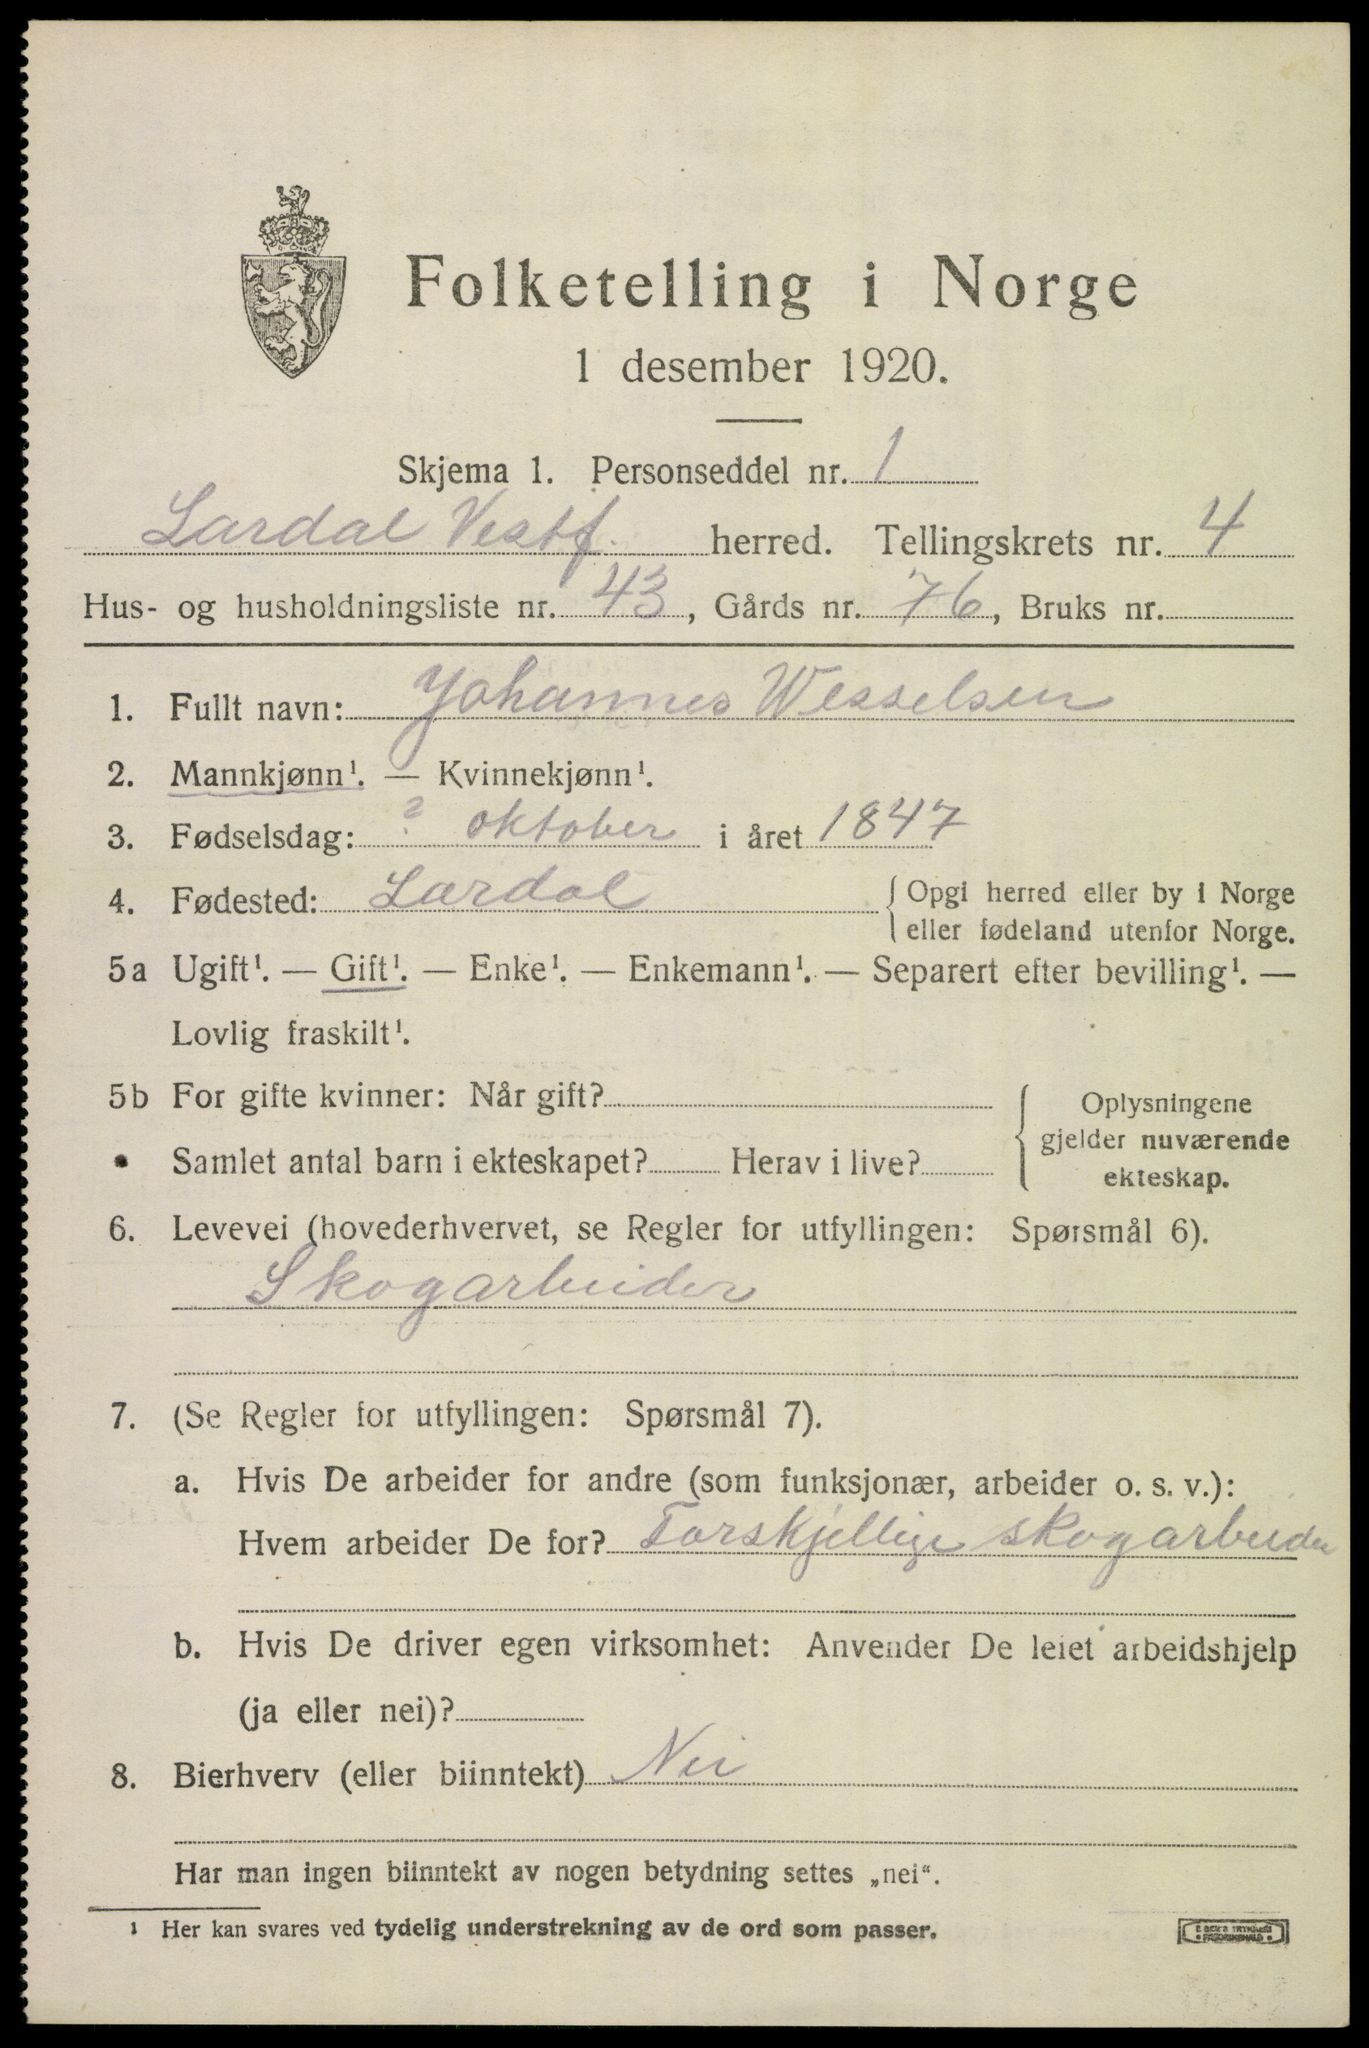 Folketelling i Norge
1 desember 1920.
Skjema 1. Personseddel nr. 1
Lardal Vestf. herred. Tellingskrets nr. 4
Hus- og husholdningsliste nr. 43, Gårds nr. 76, Bruks nr.
1. Fullt navn: Johannes Wesselsen
2. Mannkjønn¹. — Kvinnekjønn¹.
3. Fødselsdag: ? oktober i året 1847
4. Fødested: Lardal {Opgi herred eller by i Norge
eller fødeland utenfor Norge.
5a Ugift¹. — Gift¹. — Enke¹. — Enkemann¹. — Separert efter bevilling¹. —
Lovlig fraskilt¹.
5b For gifte kvinner: Når gift?
Oplysningene
gjelder nuværende
ekteskap.
• Samlet antal barn i ekteskapet? Herav i live?
6. Levevei (hovederhvervet, se Regler for utfyllingen: Spørsmål 6).
Skogarbeider
7. (Se Regler for utfyllingen: Spørsmål 7).
a. Hvis De arbeider for andre (som funksjonær, arbeider o. s. v.):
Hvem arbeider De for? Forskjellige skogarbeider
b. Hvis De driver egen virksomhet: Anvender De leiet arbeidshjelp
(ja eller nei)?
8. Bierhverv (eller biinntekt) Nei
Har man ingen biinntekt av nogen betydning settes „nei“.
¹ Her kan svares ved tydelig understrekning av de ord som passer.